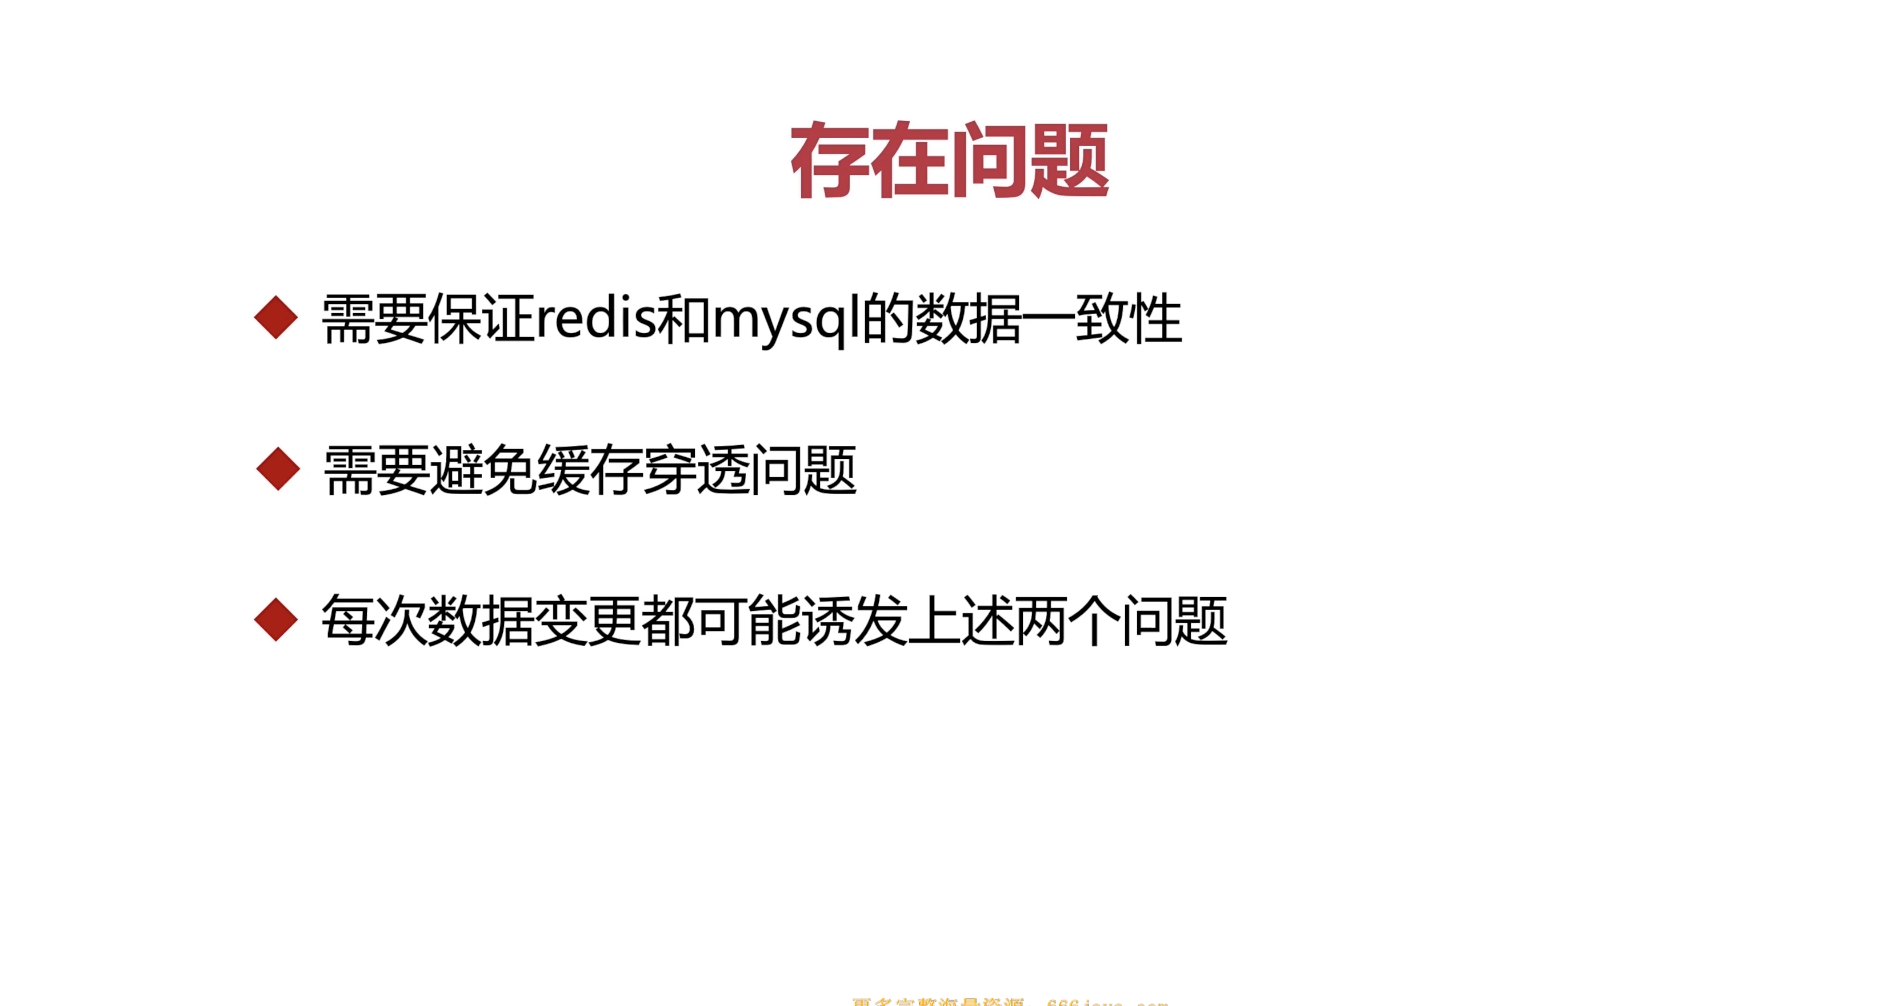 存在问题
需要保证redis和mysql的数据一致性
需要避免缓存穿透问题
每次数据变更都可能诱发上述两个问题